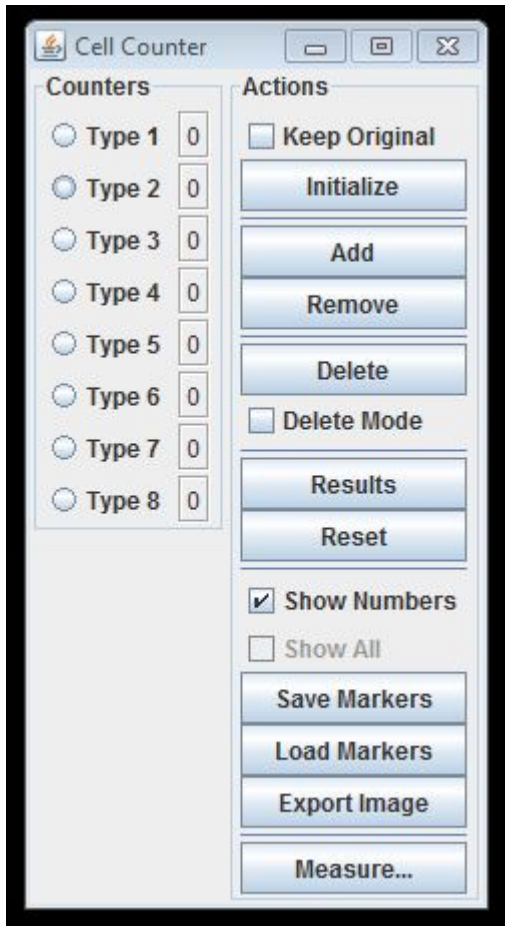 Cell Counter
Counters
Type 1 0
Type 2 0
Type 3 0
Type 4 0
Type 5 0
Type 6 0
Type 7 0
Type 8 0
Actions
Keep Original
Initialize
Add
Remove
Delete
Delete Mode
Results
Reset
Show Numbers
Show All
Save Markers
Load Markers
Export Image
Measure...